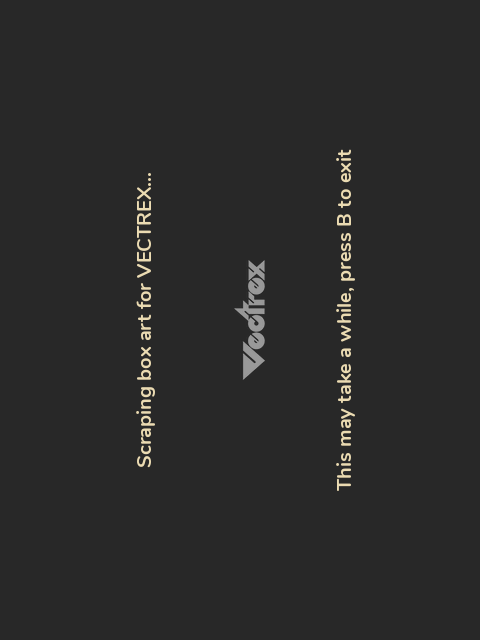 Scraping box art for VECTREX...
Vectrex
This may take a while, press B to exit